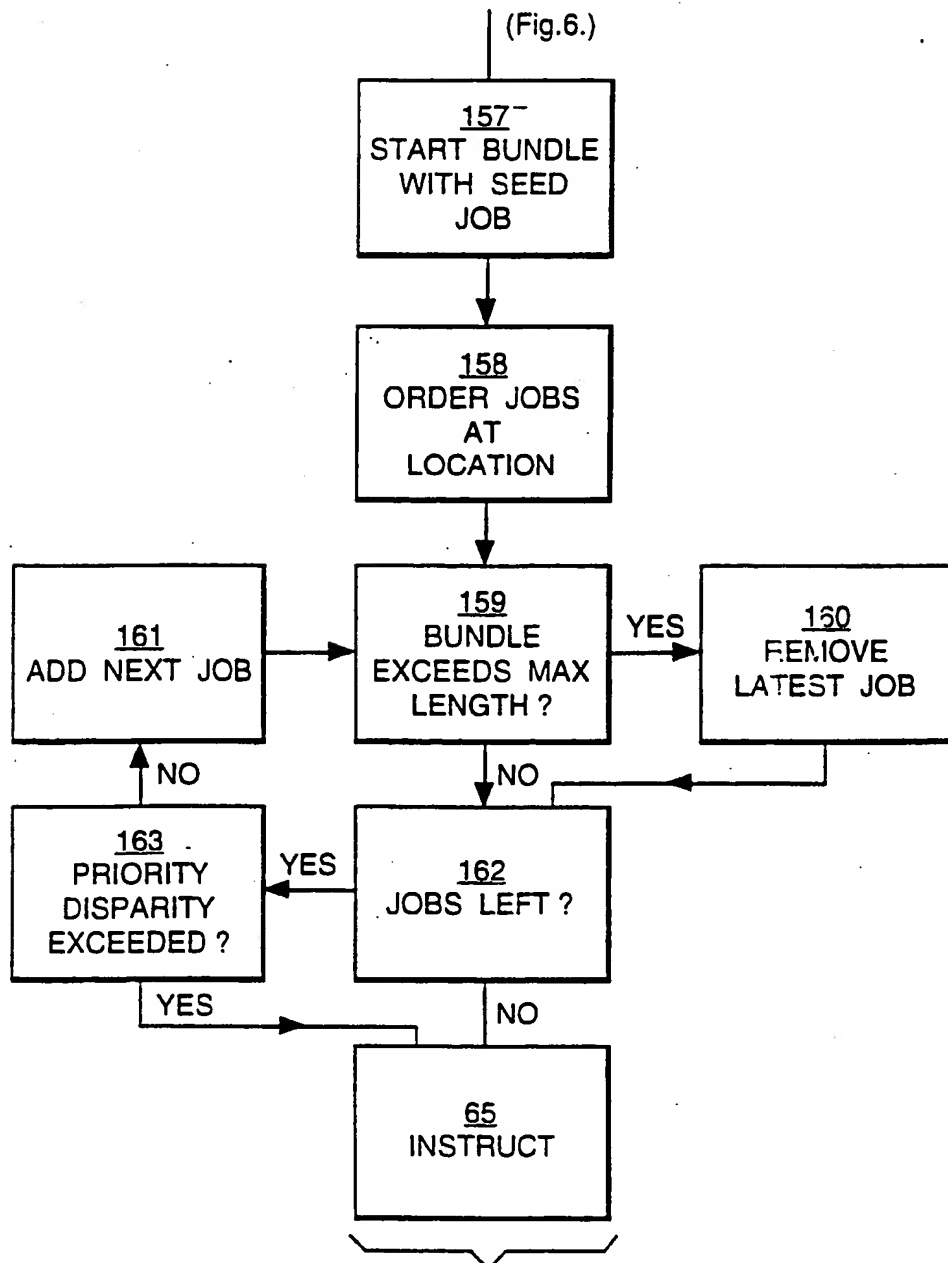 (Fig.6.)
157
START BUNDLE
WITH SEED
JOB
158
ORDER JOBS
AT
LOCATION
161
ADD NEXT JOB
159
BUNDLE
EXCEEDS MAX
LENGTH ?
YES
160
REMOVE
LATEST JOB
NO
NO
163
PRIORITY
DISPARITY
EXCEEDED ?
YES
162
JOBS LEFT ?
YES
NO
65
INSTRUCT